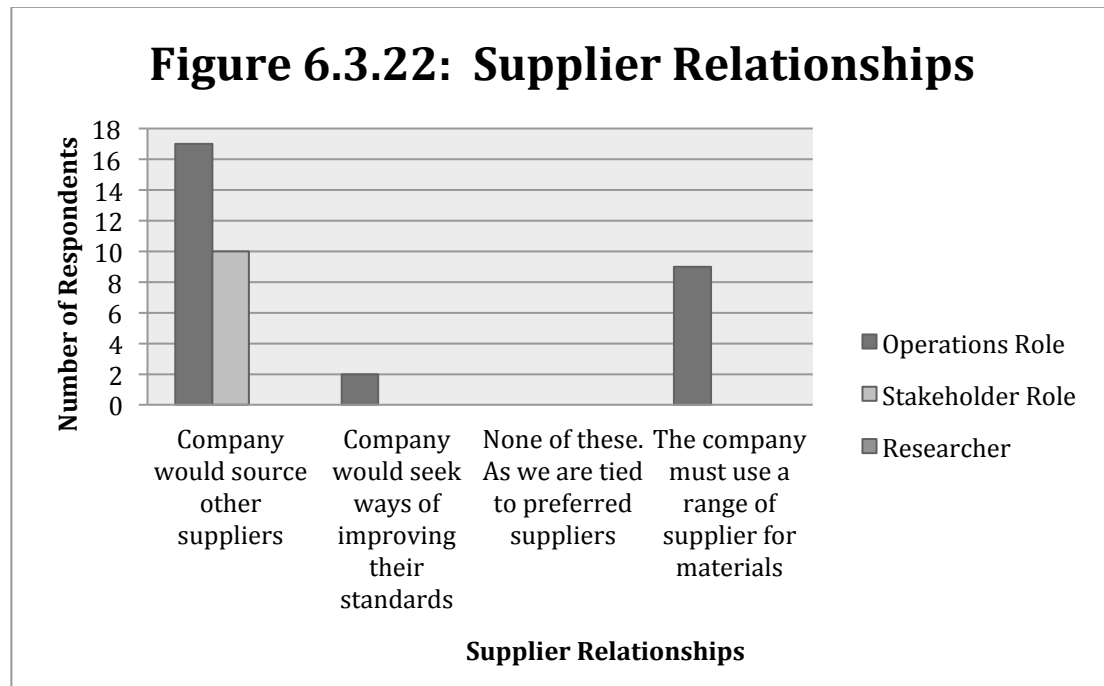 Figure 6.3.22: Supplier Relationships
Number of Respondents
18
16
14
12
10
8
6
4
2
0
Company
would source
other
suppliers
Company
would seek
ways of
improving
their
standards
None of these.
As we are tied
to preferred
suppliers
The company
must use a
range of
supplier for
materials
Supplier Relationships
Operations Role
Stakeholder Role
Researcher